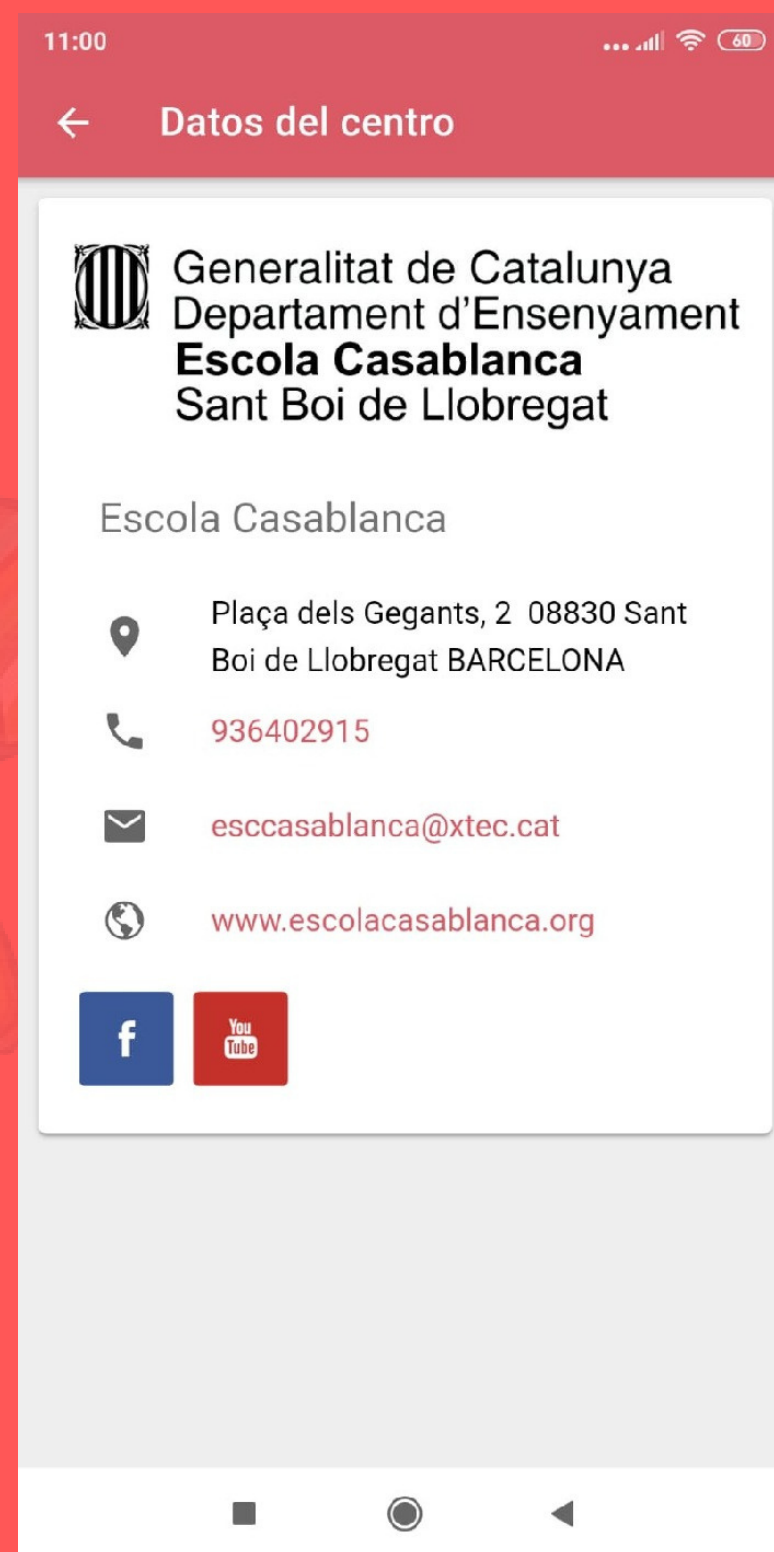 11:00
60
Datos del centro
Generalitat de Catalunya
Departament d'Ensenyament
Escola Casablanca
Sant Boi de Llobregat
Escola Casablanca
Plaça dels Gegants, 2  08830 Sant
Boi de Llobregat BARCELONA
936402915
esccasablanca@xtec.cat
www.escolacasablanca.org
f
You
Tube